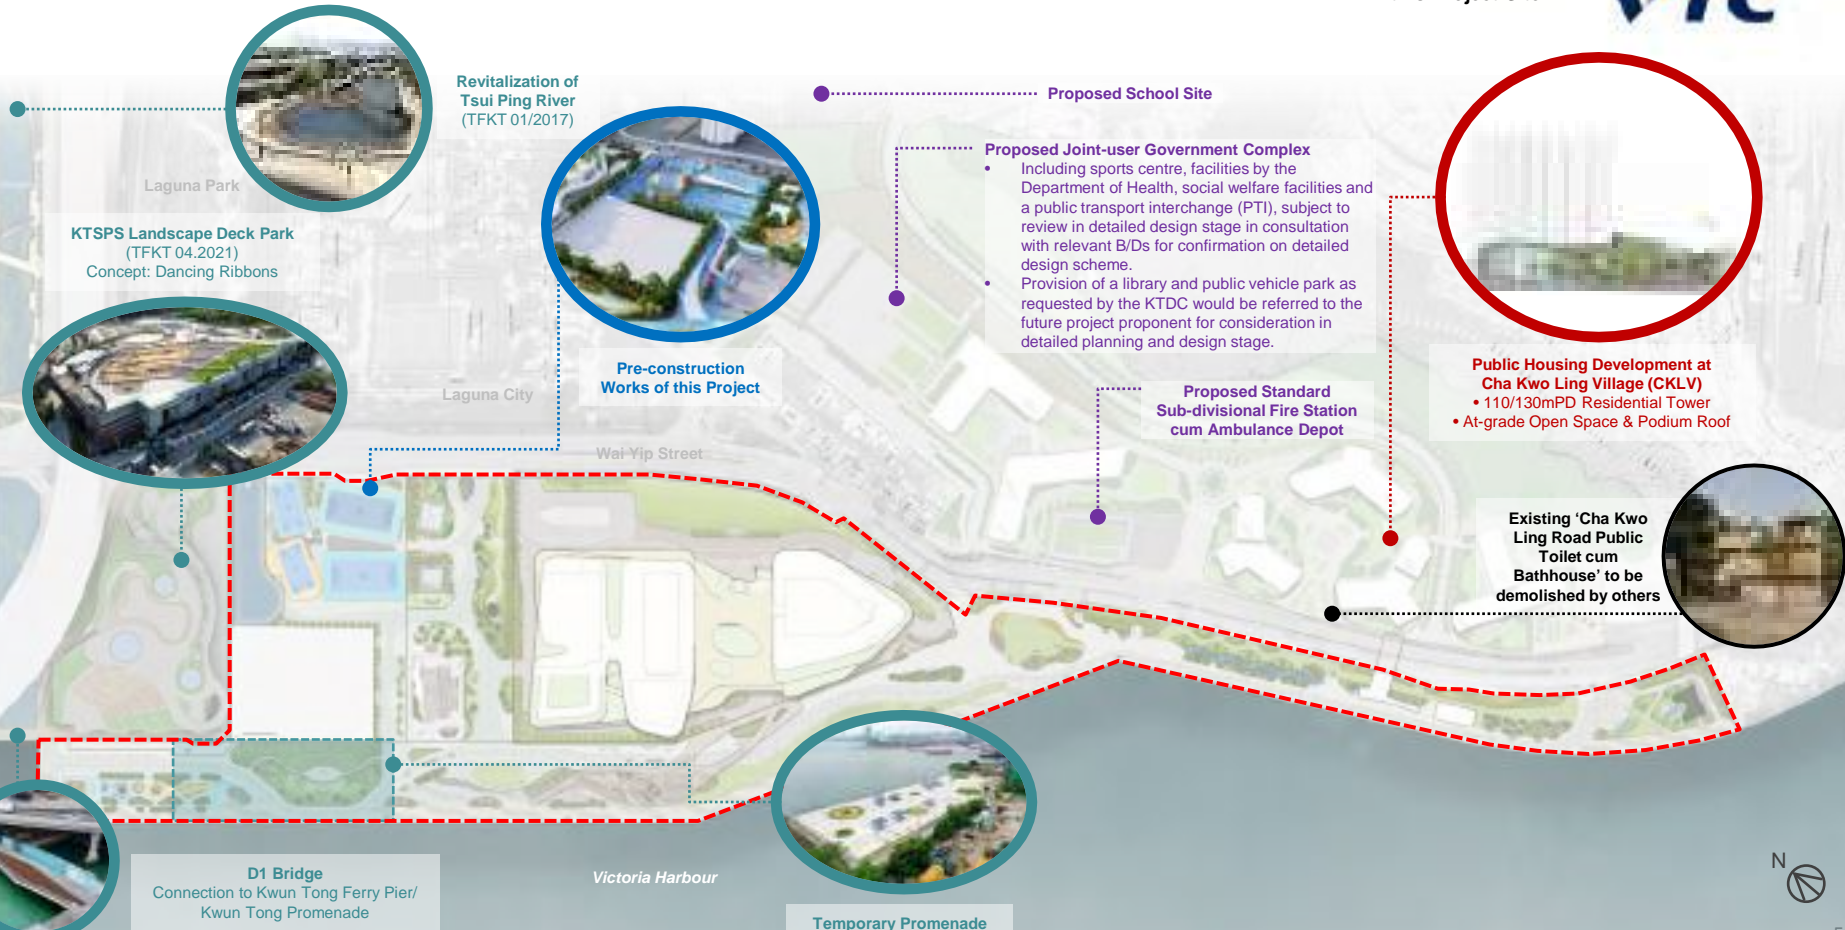 Revitalization of
Tsui Ping River
(TFKT 01/2017)
Proposed School Site
Proposed Joint-user Government Complex
• Including sports centre, facilities by the
Department of Health, social welfare facilities and
a public transport interchange (PTI), subject to
review in detailed design stage in consultation
with relevant B/Ds for confirmation on detailed
design scheme.
• Provision of a library and public vehicle park as
requested by the KTDC would be referred to the
future project proponent for consideration in
detailed planning and design stage.
Laguna Park
KTSPS Landscape Deck Park
(TFKT 04.2021)
Concept: Dancing Ribbons
Pre-construction
Works of this Project
Laguna City
Wai Yip Street
Proposed Standard
Sub-divisional Fire Station
cum Ambulance Depot
Public Housing Development at
Cha Kwo Ling Village (CKLV)
• 110/130mPD Residential Tower
• At-grade Open Space & Podium Roof
Existing ‘Cha Kwo
Ling Road Public
Toilet cum
Bathhouse’ to be
demolished by others
D1 Bridge
Connection to Kwun Tong Ferry Pier/
Kwun Tong Promenade
Victoria Harbour
Temporary Promenade
N